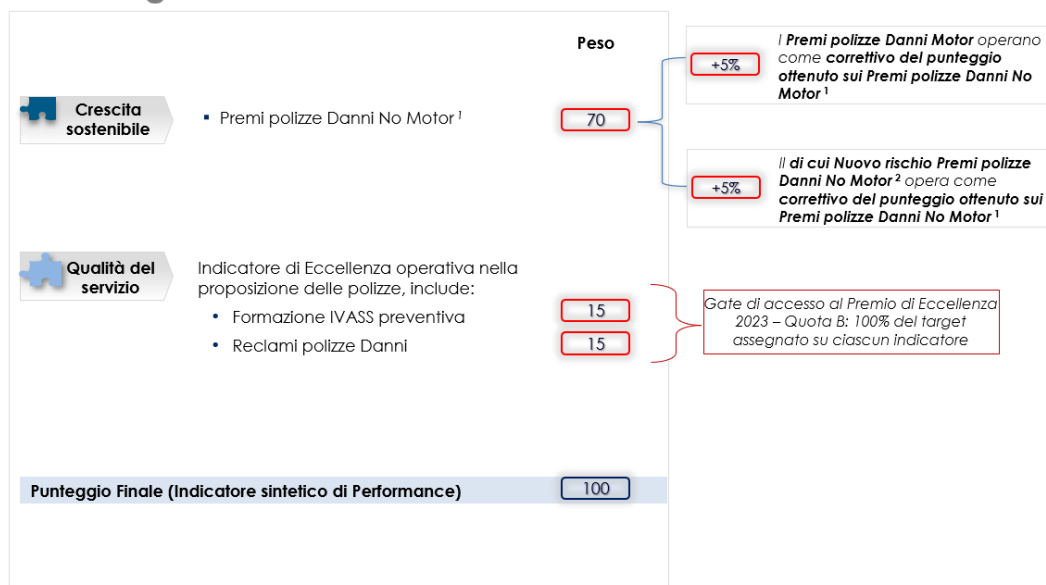 Peso
Crescita
sostenibile
▪ Premi polizze Danni No Motor ¹
70
+5%
I Premi polizze Danni Motor operano
come correttivo del punteggio
ottenuto sui Premi polizze Danni No
Motor ¹
+5%
Il di cui Nuovo rischio Premi polizze
Danni No Motor ² opera come
correttivo del punteggio ottenuto sui
Premi polizze Danni No Motor ¹
Qualità del
servizio
Indicatore di Eccellenza operativa nella
proposizione delle polizze, include:
• Formazione IVASS preventiva
15
• Reclami polizze Danni
15
Gate di accesso al Premio di Eccellenza
2023 – Quota B: 100% del target
assegnato su ciascun indicatore
Punteggio Finale (Indicatore sintetico di Performance)
100